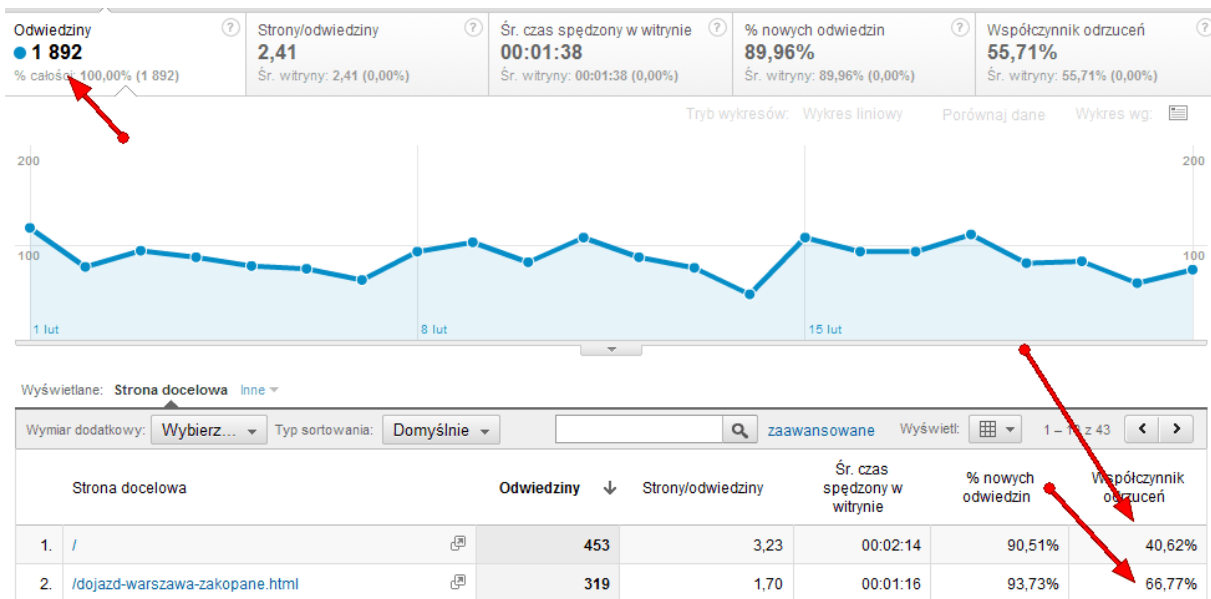 Odwiedziny ?
1 892
% całości: 100,00% (1 892)
Strony/odwiedziny ?
2,41
Śr. witryny: 2,41 (0,00%)
Śr. czas spędzony w witrynie ?
00:01:38
Śr. witryny: 00:01:38 (0,00%)
% nowych odwiedzin ?
89,96%
Śr. witryny: 89,96% (0,00%)
Współczynnik odrzuceń ?
55,71%
Śr. witryny: 55,71% (0,00%)
Tryb wykresów: Wykres liniowy Porównaj dane Wykres wg:
200 200
100 100
1 lut 8 lut 15 lut
Wyświetlane: Strona docelowa Inne
Wymiar dodatkowy: Wybierz... Typ sortowania: Domyślnie zaawansowane Wyświetl: 1 – z 43
Strona docelowa
Odwiedziny
Strony/odwiedziny
Śr. czas
spędzony w
witrynie
% nowych
odwiedzin
Współczynnik
odrzuceń
1. / 453 3,23 00:02:14 90,51% 40,62%
2. /dojazd-warszawa-zakopane.html 319 1,70 00:01:16 93,73% 66,77%